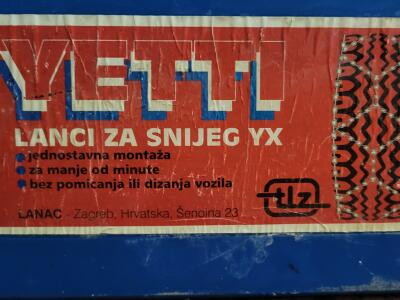 YETTI
LANCI ZA SNIJEG YX
jednostavna montaža
za manje od minute
bez pomicanja ili dizanja vozila
LANAC - Zagreb, Hrvatska, Šenoina 23
tlz